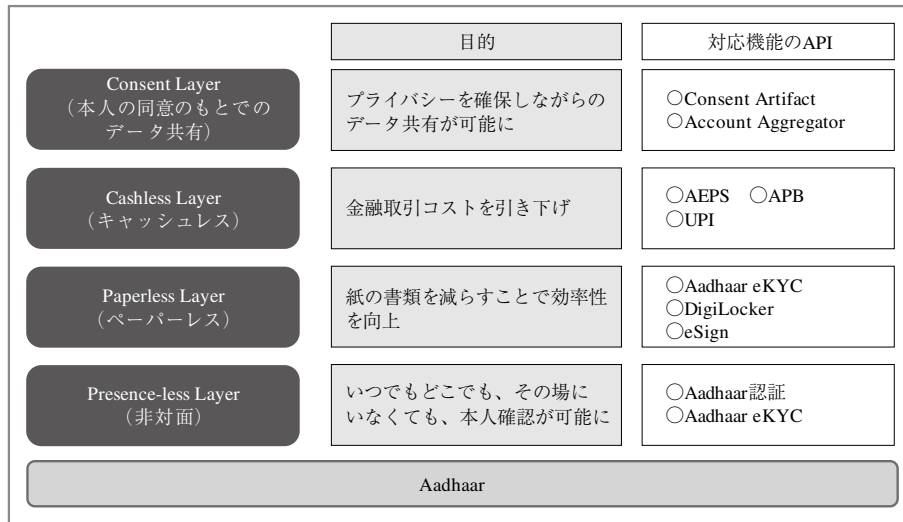 目的
対応機能のAPI
Consent Layer
（本人の同意のもとでの
データ共有）
プライバシーを確保しながらの
データ共有が可能に
○Consent Artifact
○Account Aggregator
Cashless Layer
（キャッシュレス）
金融取引コストを引き下げ
○AEPS　○APB
○UPI
Paperless Layer
（ペーパーレス）
紙の書類を減らすことで効率性
を向上
○Aadhaar eKYC
○DigiLocker
○eSign
Presence-less Layer
（非対面）
いつでもどこでも、その場に
いなくても、本人確認が可能に
○Aadhaar認証
○Aadhaar eKYC
Aadhaar